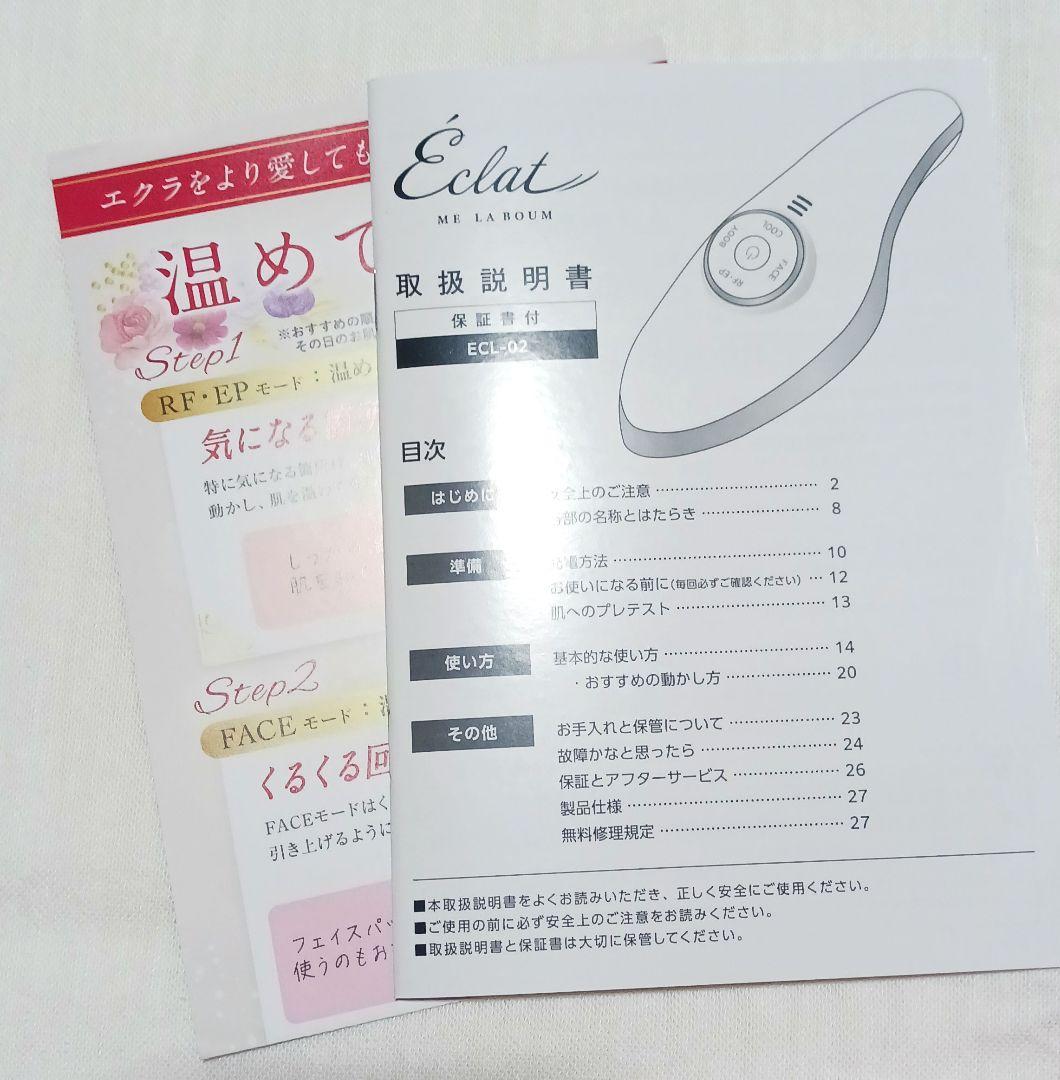 エクラをより愛しても
温めて
※おすすめの順
その日のお肌
Step1
RF・EP モード：温め
気になる
特に気になる箇所は
動かし、肌を温め
Step2
FACE モード：温
くるくる回
FACEモードはく
引き上げるように
フェイスパッ
使うのもお
Éclat
ME LA BOUM
取扱説明書
保証書付
ECL-02
BODY
COOL
FACE
RF・EP
目次
はじめに
安全上のご注意 ………… 2
各部の名称とはたらき ………… 8
準備
充電方法 ………… 10
お使いになる前に(毎回必ずご確認ください) … 12
肌へのプレテスト ………… 13
使い方
基本的な使い方 ………… 14
・おすすめの動かし方 ………… 20
その他
お手入れと保管について ………… 23
故障かなと思ったら ………… 24
保証とアフターサービス ………… 26
製品仕様 ………… 27
無料修理規定 ………… 27
■本取扱説明書をよくお読みいただき、正しく安全にご使用ください。
■ご使用の前に必ず安全上のご注意をお読みください。
■取扱説明書と保証書は大切に保管してください。